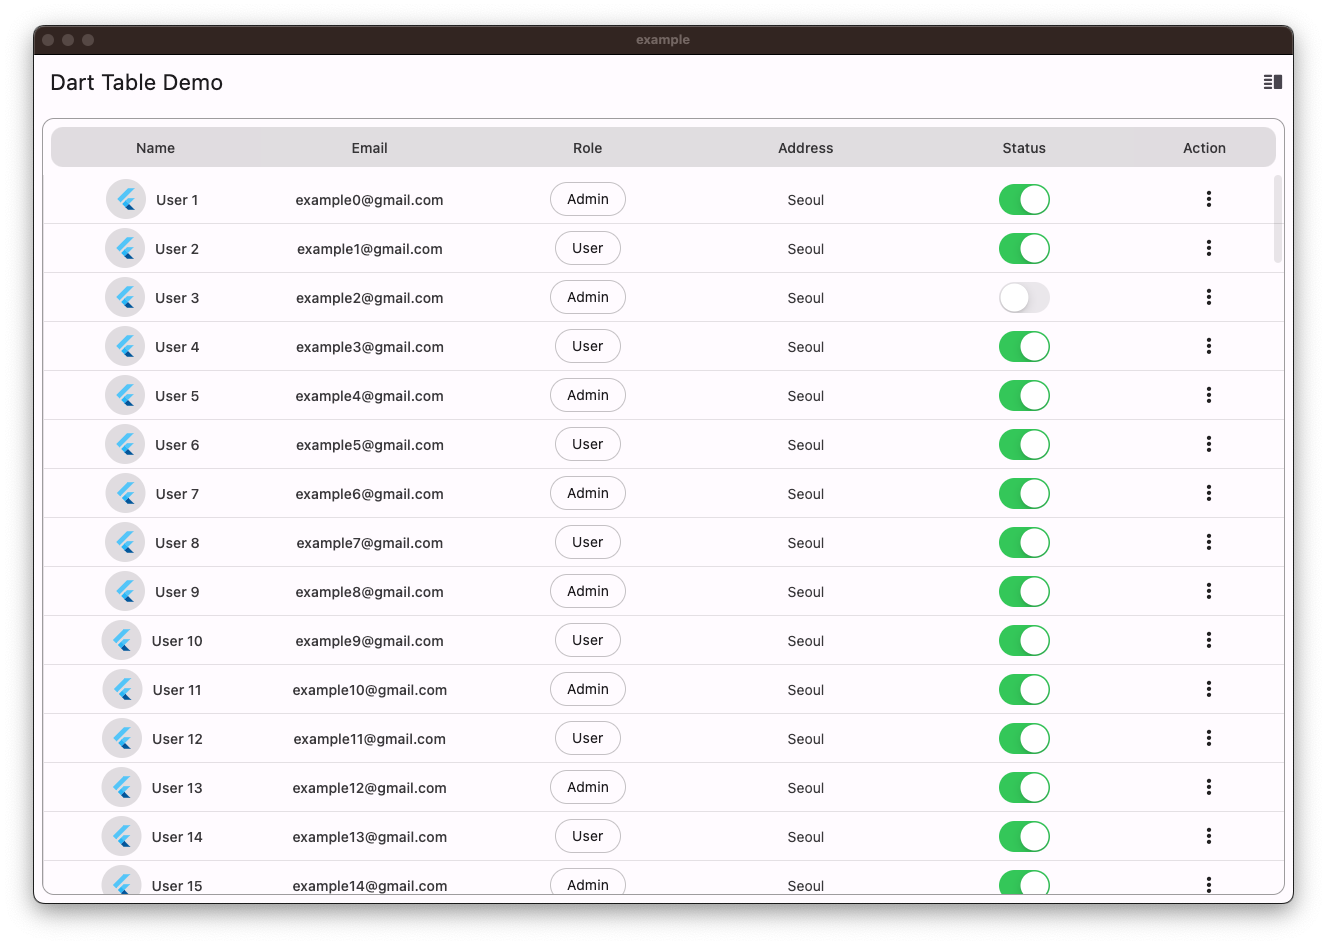 example
Dart Table Demo
Name Email Role Address Status Action
User 1 example0@gmail.com Admin Seoul
User 2 example1@gmail.com User Seoul
User 3 example2@gmail.com Admin Seoul
User 4 example3@gmail.com User Seoul
User 5 example4@gmail.com Admin Seoul
User 6 example5@gmail.com User Seoul
User 7 example6@gmail.com Admin Seoul
User 8 example7@gmail.com User Seoul
User 9 example8@gmail.com Admin Seoul
User 10 example9@gmail.com User Seoul
User 11 example10@gmail.com Admin Seoul
User 12 example11@gmail.com User Seoul
User 13 example12@gmail.com Admin Seoul
User 14 example13@gmail.com User Seoul
User 15 example14@gmail.com Admin Seoul